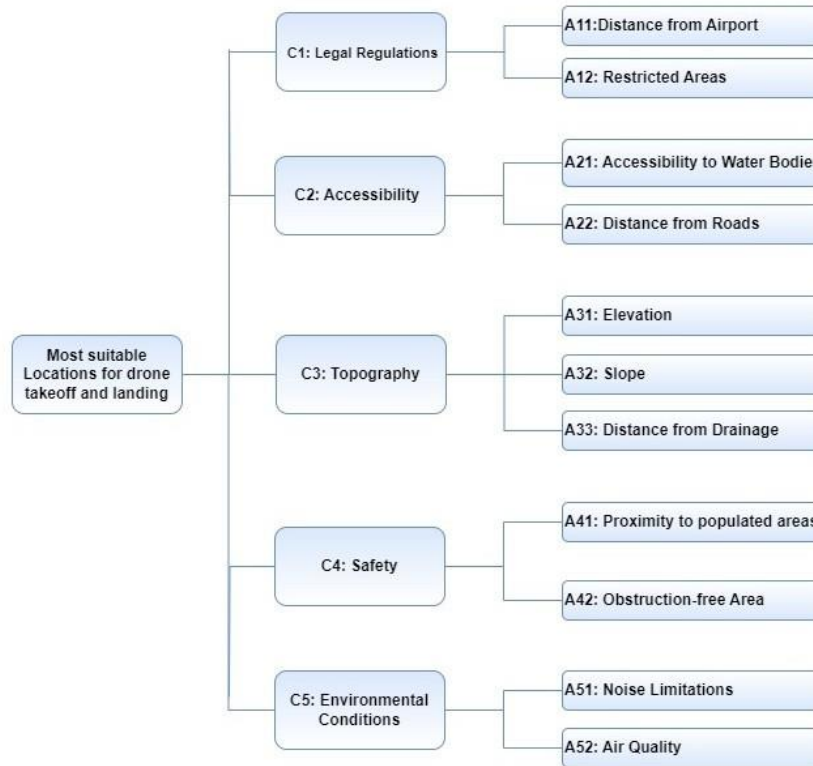 A11:Distance from Airport
C1: Legal Regulations
A12: Restricted Areas
A21: Accessibility to Water Bodie
C2: Accessibility
A22: Distance from Roads
A31: Elevation
Most suitable
Locations for drone
takeoff and landing
C3: Topography
A32: Slope
A33: Distance from Drainage
A41: Proximity to populated areas
C4: Safety
A42: Obstruction-free Area
C5: Environmental
Conditions
A51: Noise Limitations
A52: Air Quality